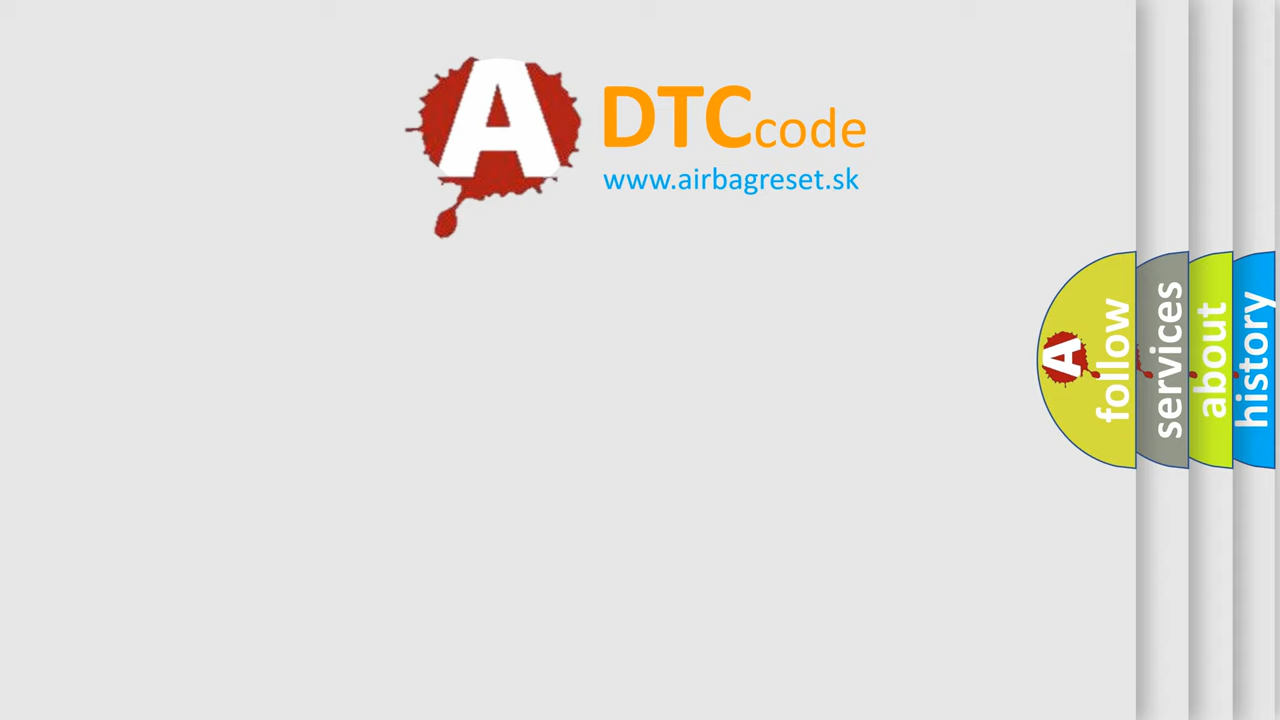 A
DTCcode
www.airbagreset.sk
A
follow
services
about
history